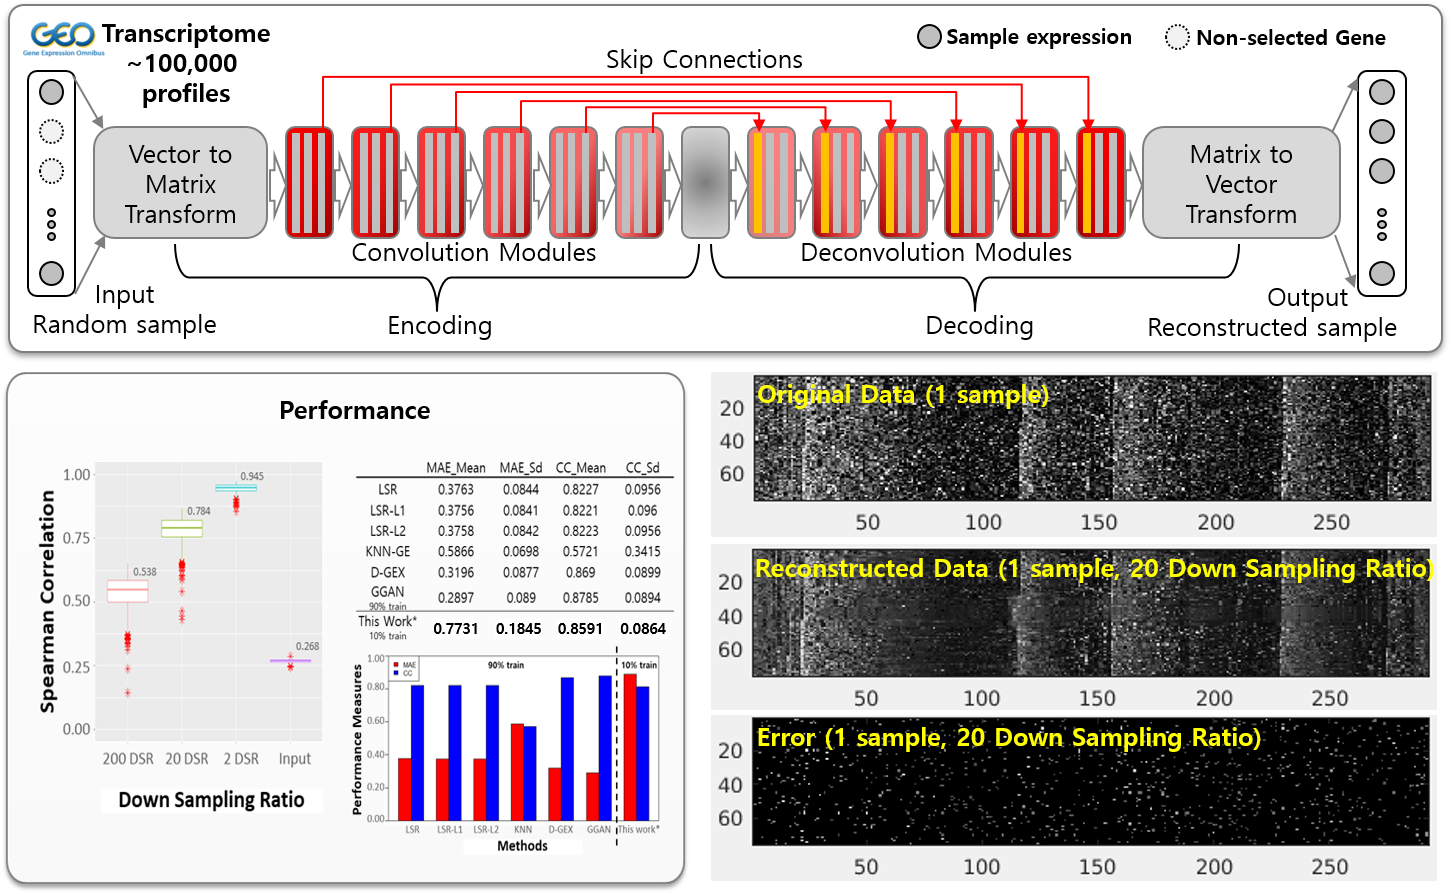 GEO
Gene Expression Omnibus
Transcriptome
~100,000
profiles
Skip Connections
Sample expression
Non-selected Gene
Vector to
Matrix
Transform
Matrix to
Vector
Transform
Convolution Modules
Deconvolution Modules
Input
Random sample
Encoding
Decoding
Output
Reconstructed sample
Performance
Spearman Correlation
1.00
0.75
0.50
0.25
0.00
0.538
0.784
0.945
0.268
200 DSR 20 DSR 2 DSR Input
Down Sampling Ratio
MAE_Mean MAE_Sd CC_Mean CC_Sd
LSR 0.3763 0.0844 0.8227 0.0956
LSR-L1 0.3756 0.0841 0.8221 0.096
LSR-L2 0.3758 0.0842 0.8223 0.0956
KNN-GE 0.5866 0.0698 0.5721 0.3415
D-GEX 0.3196 0.0877 0.869 0.0899
GGAN 0.2897 0.089 0.8785 0.0894
90% train
This Work* 0.7731 0.1845 0.8591 0.0864
10% train
Performance Measures
1.00
0.80
0.60
0.40
0.20
0.00
MAE
CC
90% train
10% train
LSR LSR-L1 LSR-L2 KNN D-GEX GGAN This work*
Methods
Original Data (1 sample)
20
40
60
50 100 150 200 250
Reconstructed Data (1 sample, 20 Down Sampling Ratio)
20
40
60
50 100 150 200 250
Error (1 sample, 20 Down Sampling Ratio)
20
40
60
50 100 150 200 250